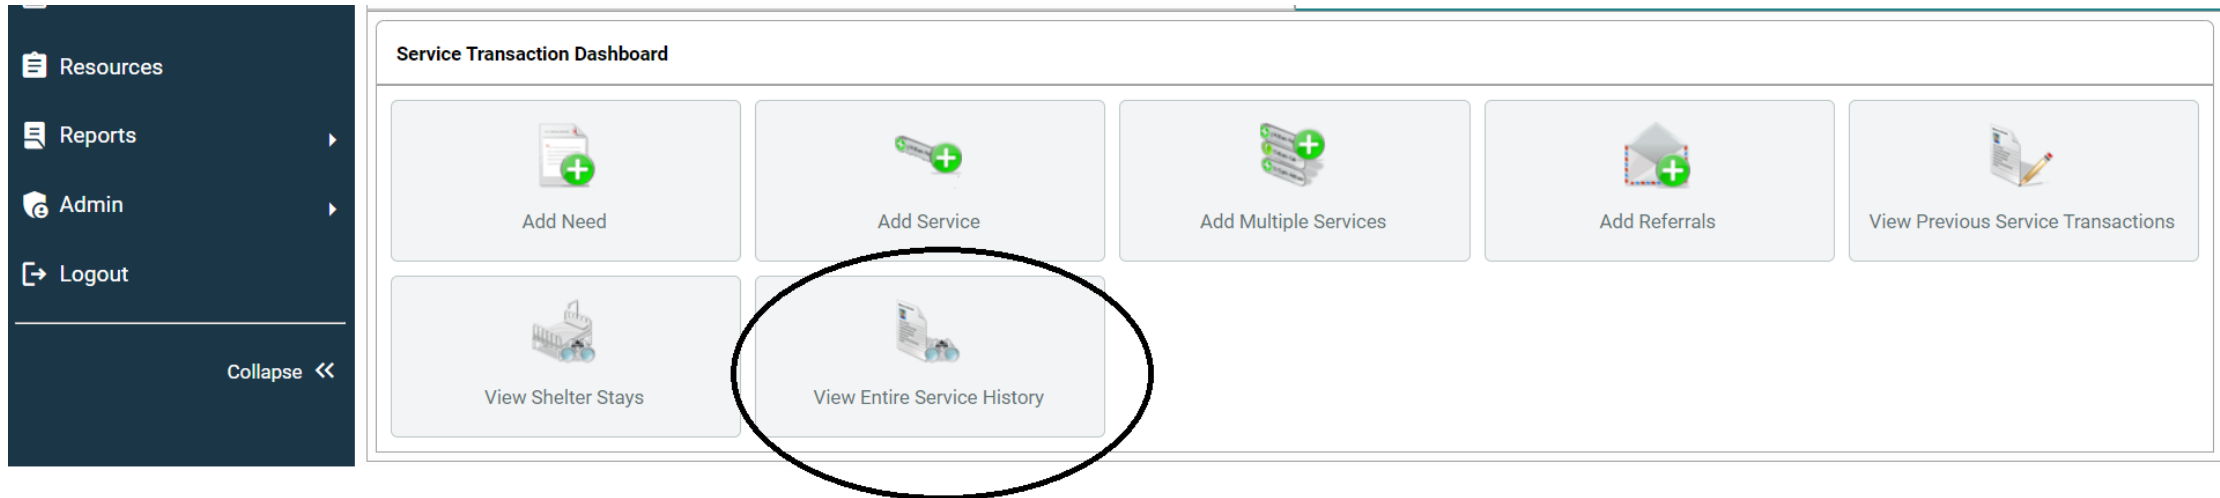 Resources
Reports
Admin
Logout
Collapse
Service Transaction Dashboard
Add Need
Add Service
Add Multiple Services
Add Referrals
View Previous Service Transactions
View Shelter Stays
View Entire Service History